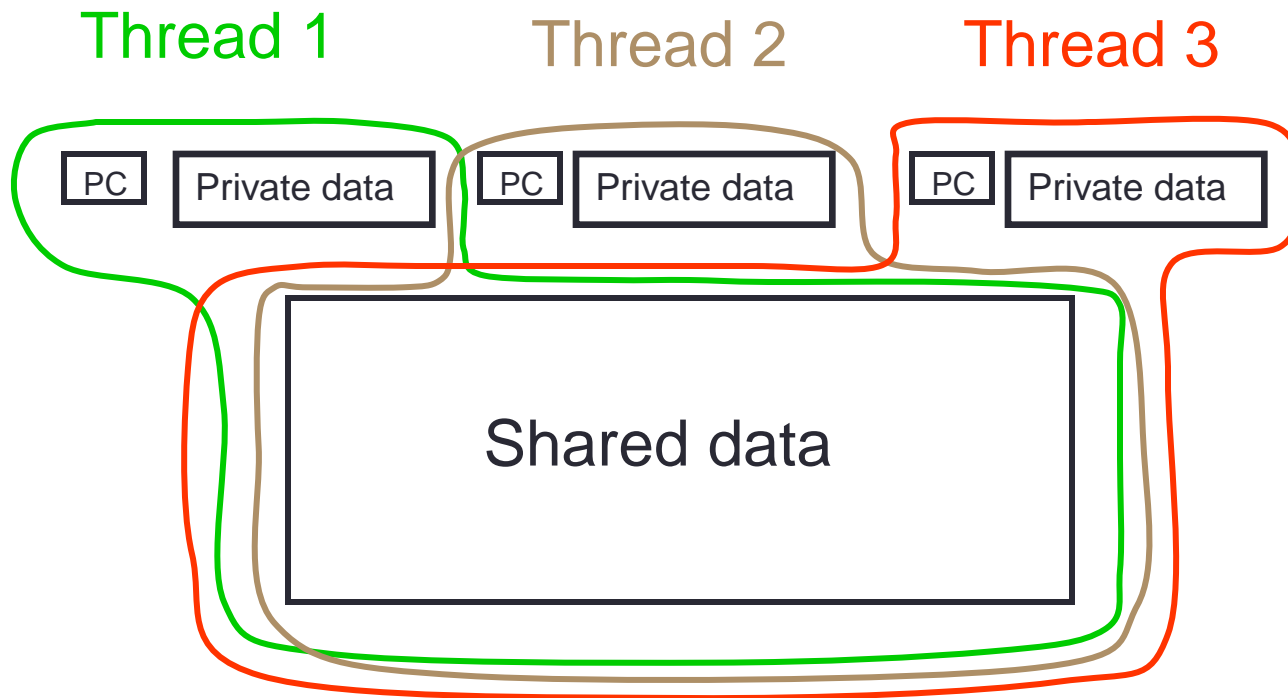 Thread 1 Thread 2 Thread 3
PC Private data PC Private data PC Private data
Shared data